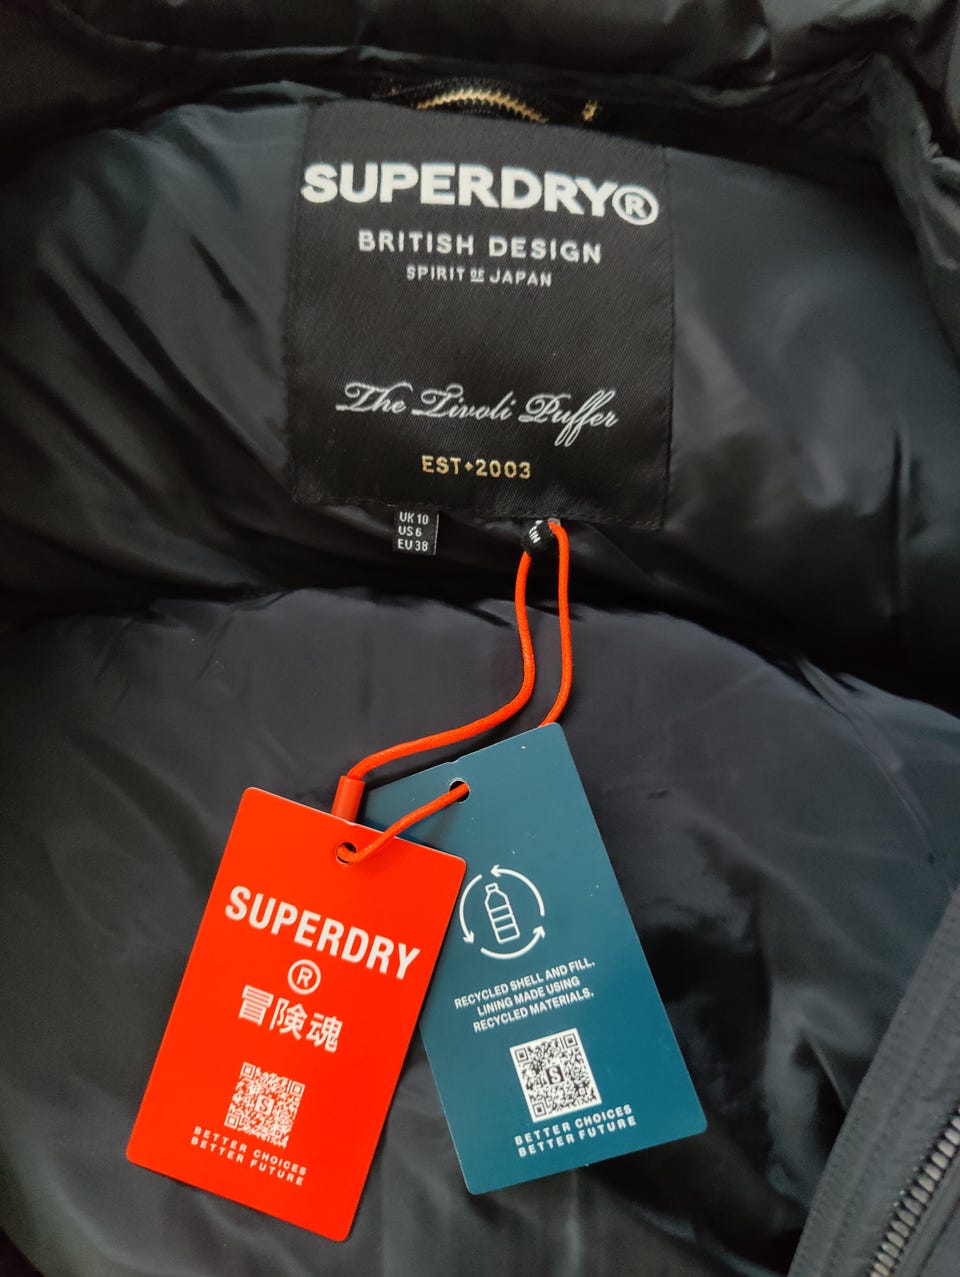 SUPERDRY®
BRITISH DESIGN
SPIRIT OF JAPAN
The Tivoli Puffer
EST✦2003
UK 10
US 6
EU 38
SUPERDRY
®
冒険魂
BETTER CHOICES
BETTER FUTURE
RECYCLED SHELL AND FILL.
LINING MADE USING
RECYCLED MATERIALS.
S
BETTER CHOICES
BETTER FUTURE